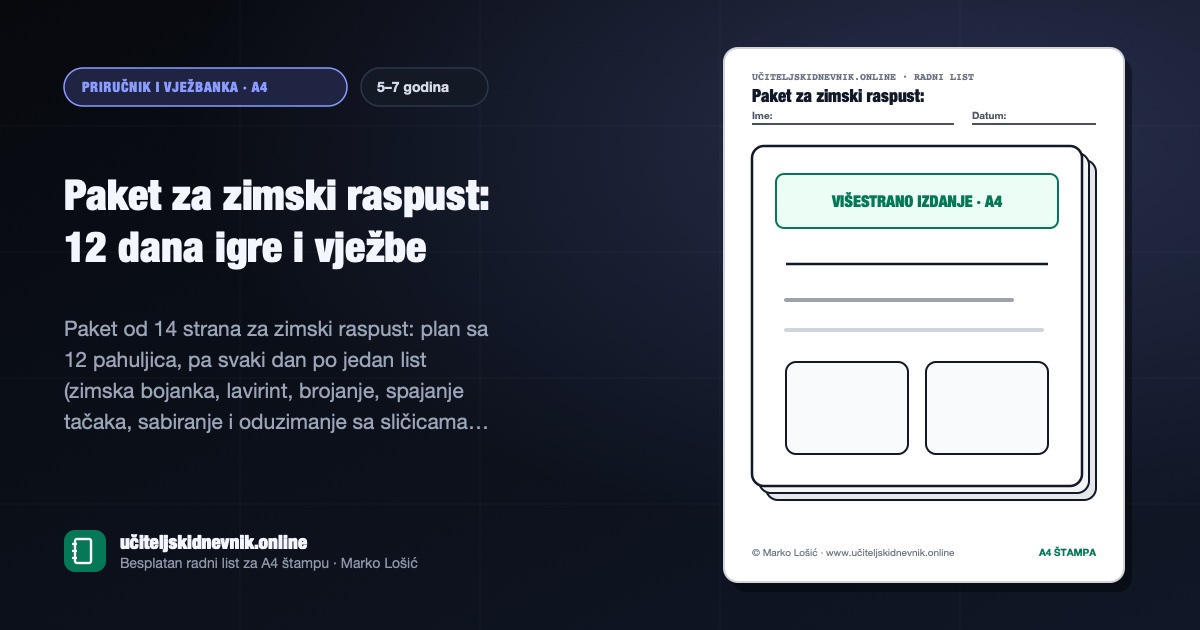 PRIRUČNIK I VJEŽBANKA · A4
5–7 godina
Paket za zimski raspust:
12 dana igre i vježbe
Paket od 14 strana za zimski raspust: plan sa
12 pahuljica, pa svaki dan po jedan list
(zimska bojanka, lavirint, brojanje, spajanje
tačaka, sabiranje i oduzimanje sa sličicama…
učiteljskidnevnik.online
Besplatan radni list za A4 štampu · Marko Lošić
UČITELJSKIDNEVNIK.ONLINE · RADNI LIST
Paket za zimski raspust:
Ime:
Datum:
VIŠESTRANO IZDANJE · A4
© Marko Lošić · www.učiteljskidnevnik.online
A4 ŠTAMPA